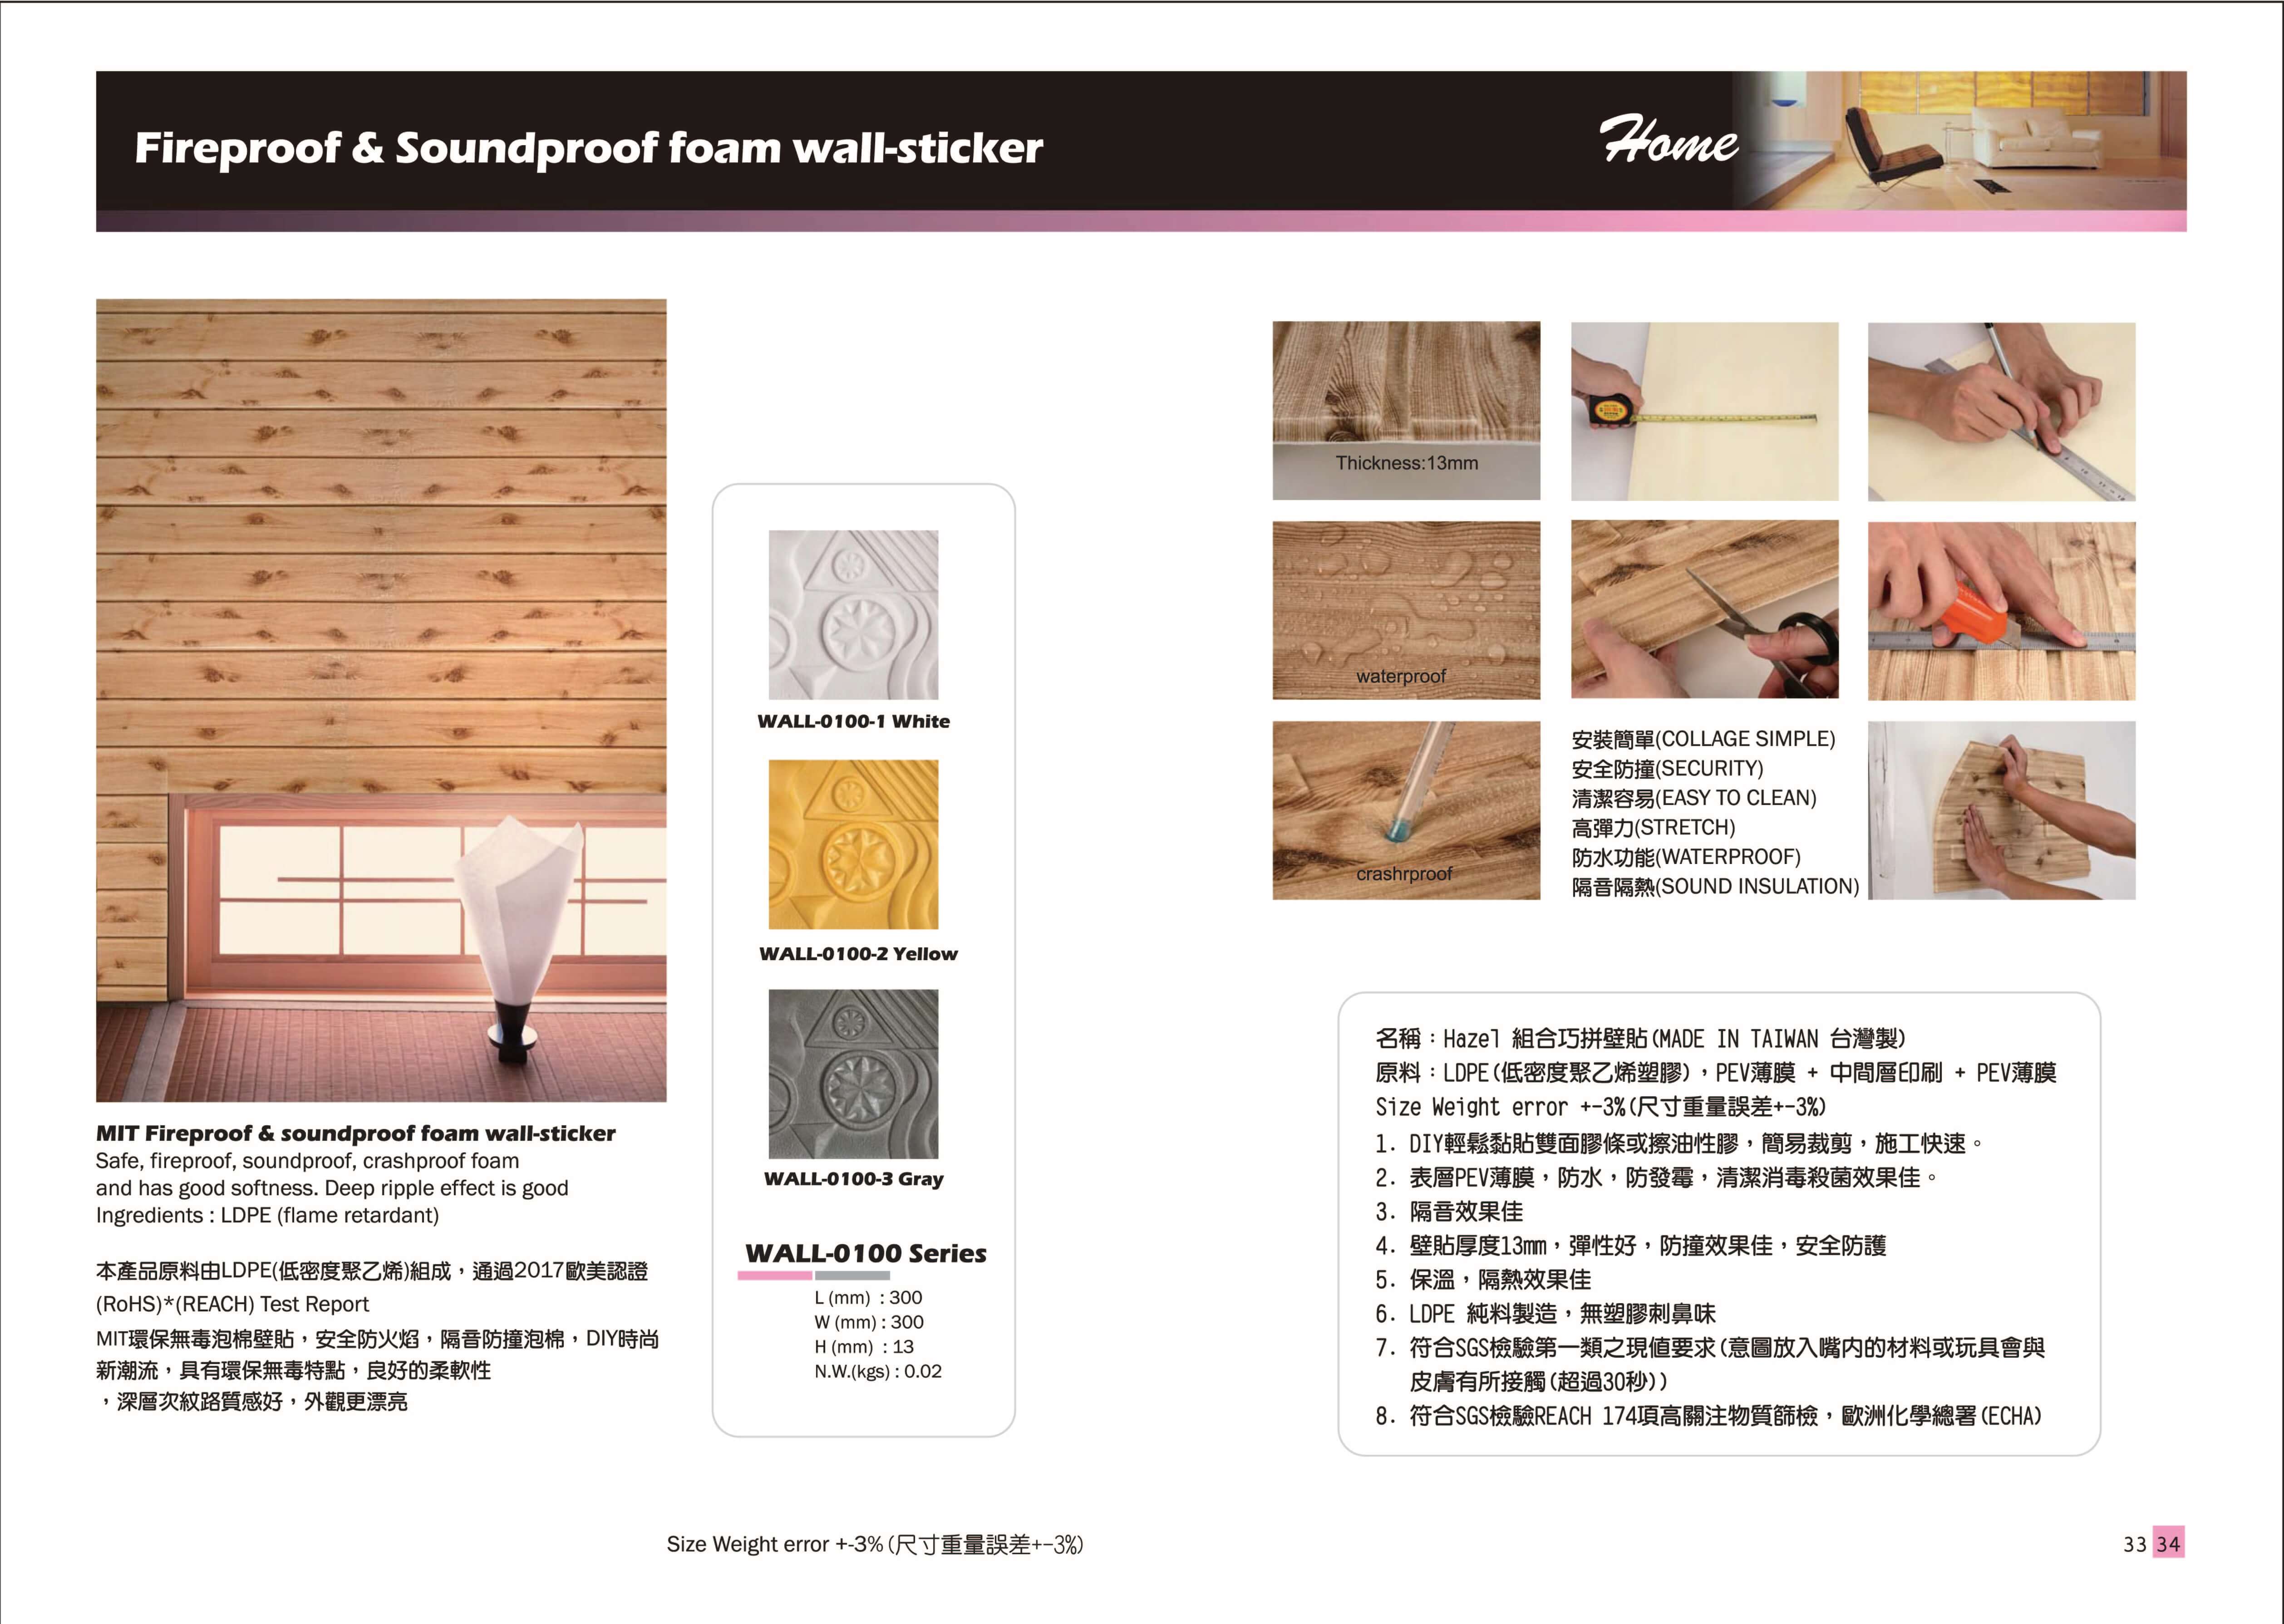 Fireproof & Soundproof foam wall-sticker
Home
MIT Fireproof & soundproof foam wall-sticker
Safe, fireproof, soundproof, crashproof foam
and has good softness. Deep ripple effect is good
Ingredients : LDPE (flame retardant)
本產品原料由LDPE(低密度聚乙烯)組成，通過2017歐美認證
(RoHS)*(REACH) Test Report
MIT環保無毒泡棉壁貼，安全防火焰，隔音防撞泡棉，DIY時尚
新潮流，具有環保無毒特點，良好的柔軟性
，深層次紋路質感好，外觀更漂亮
WALL-0100-1 White
WALL-0100-2 Yellow
WALL-0100-3 Gray
WALL-0100 Series
L (mm) : 300
W (mm) : 300
H (mm) : 13
N.W.(kgs) : 0.02
Thickness:13mm
waterproof
crashrproof
安裝簡單(COLLAGE SIMPLE)
安全防撞(SECURITY)
清潔容易(EASY TO CLEAN)
高彈力(STRETCH)
防水功能(WATERPROOF)
隔音隔熱(SOUND INSULATION)
名稱：Hazel 組合巧拼壁貼(MADE IN TAIWAN 台灣製)
原料：LDPE(低密度聚乙烯塑膠)，PEV薄膜 + 中間層印刷 + PEV薄膜
Size Weight error +-3%(尺寸重量誤差+-3%)
1. DIY輕鬆黏貼雙面膠條或擦油性膠，簡易裁剪，施工快速。
2. 表層PEV薄膜，防水，防發霉，清潔消毒殺菌效果佳。
3. 隔音效果佳
4. 壁貼厚度13mm，彈性好，防撞效果佳，安全防護
5. 保溫，隔熱效果佳
6. LDPE 純料製造，無塑膠刺鼻味
7. 符合SGS檢驗第一類之現值要求(意圖放入嘴內的材料或玩具會與
皮膚有所接觸(超過30秒))
8. 符合SGS檢驗REACH 174項高關注物質篩檢，歐洲化學總署(ECHA)
Size Weight error +-3%(尺寸重量誤差+-3%)
33 34